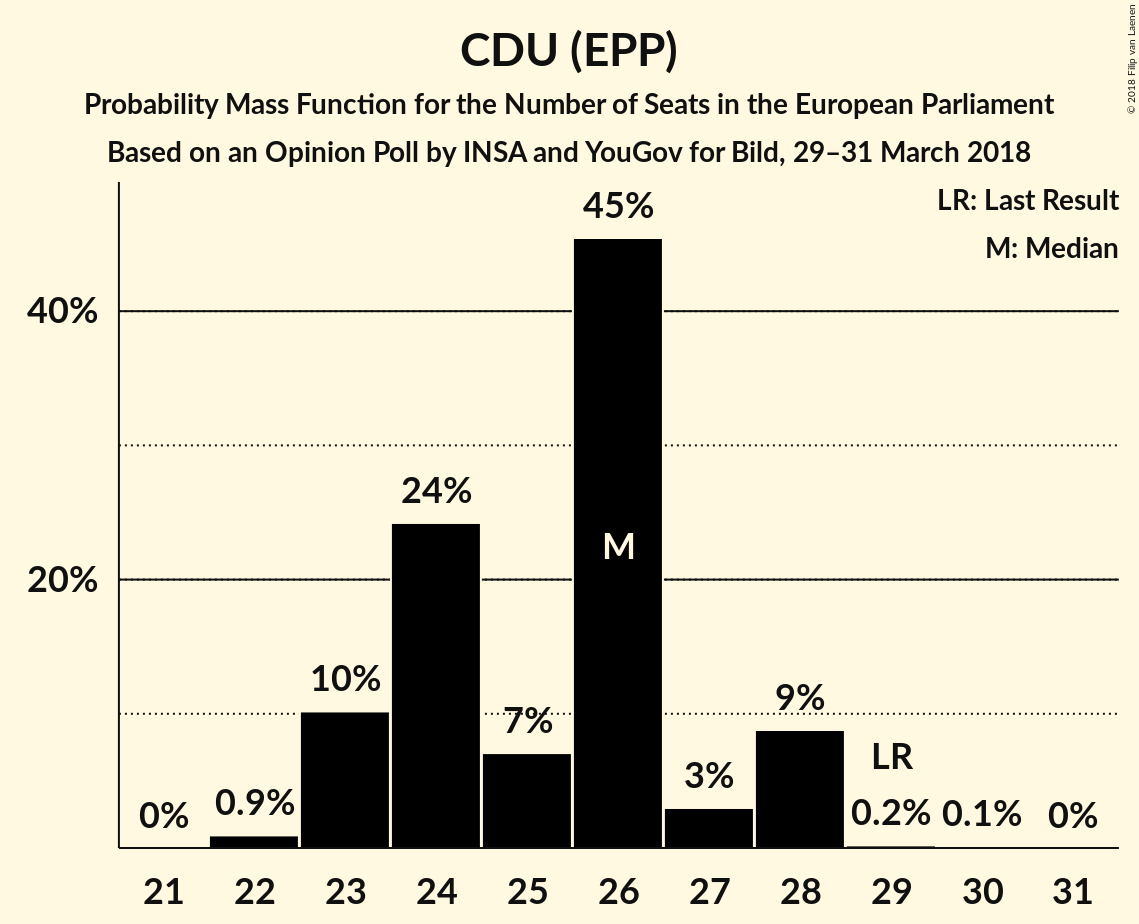 CDU (EPP)
Probability Mass Function for the Number of Seats in the European Parliament
Based on an Opinion Poll by INSA and YouGov for Bild, 29–31 March 2018
© 2018 Filip van Laenen
LR: Last Result
M: Median
45%
40%
24%
M
20%
10%
9%
7%
LR
3%
0% 0.9% 0.2% 0.1% 0%
21 22 23 24 25 26 27 28 29 30 31